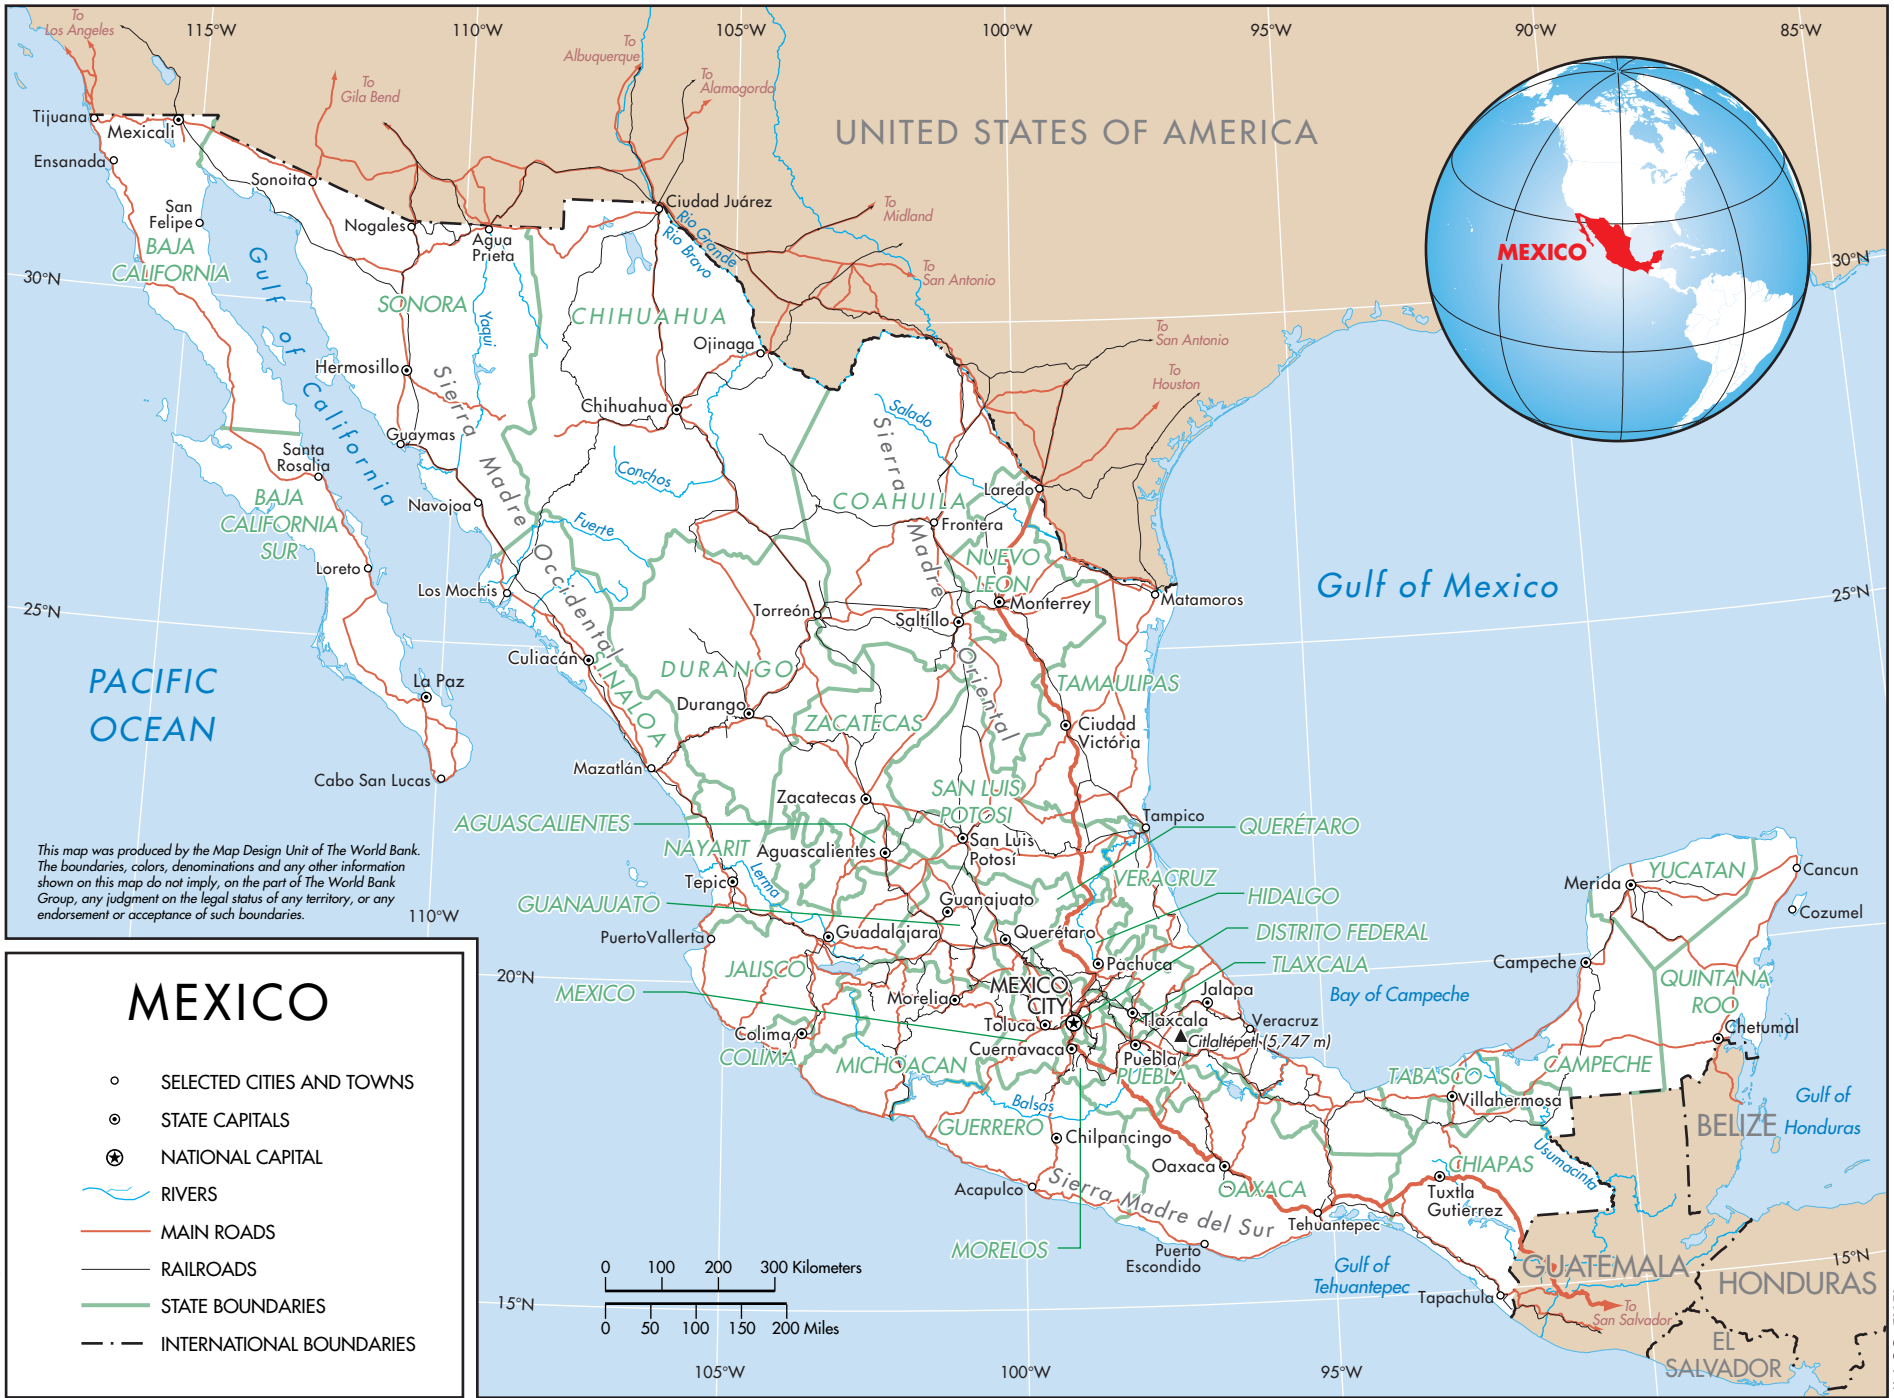 To
Los Angeles
115°W
110°W
105°W
100°W
95°W
90°W
85°W
To
Albuquerque
To
Gila Bend
To
Alamogordo
UNITED STATES OF AMERICA
Tijuana
Mexicali
Ensanada
Sonoita
San
Felipe
Nogales
Agua
Prieta
Ciudad Juárez
Rio Grande
Rio Bravo
To
Midland
To
San Antonio
MEXICO
30°N
30°N
BAJA
CALIFORNIA
Gulf of California
SONORA
Yaqui
CHIHUAHUA
Ojinaga
To
San Antonio
To
Houston
Hermosillo
Sierra Madre Occidental
Chihuahua
Salado
Sierra Madre Oriental
Guaymas
Santa
Rosalia
Conchos
COAHUILA
Laredo
BAJA
CALIFORNIA
SUR
Navojoa
Fuerte
Frontera
NUEVO
LEON
Loreto
Los Mochis
Torreón
Monterrey
Matamoros
Gulf of Mexico
25°N
25°N
Saltíllo
Culiacán
SINALOA
DURANGO
TAMAULIPAS
PACIFIC
OCEAN
La Paz
Durango
ZACATECAS
Ciudad
Victória
Mazatlán
Cabo San Lucas
Zacatecas
SAN LUIS
POTOSI
Tampico
AGUASCALIENTES
QUERÉTARO
San Luis
Potosí
NAYARIT
Aguascalientes
This map was produced by the Map Design Unit of The World Bank.
The boundaries, colors, denominations and any other information
shown on this map do not imply, on the part of The World Bank
Group, any judgment on the legal status of any territory, or any
endorsement or acceptance of such boundaries.
110°W
Tepic
Lerma
VERACRUZ
Merida
YUCATAN
Cancun
GUANAJUATO
Guanajuato
HIDALGO
Cozumel
Puerto Vallerta
Guadalajara
Querétaro
DISTRITO FEDERAL
20°N
JALISCO
Pachuca
TLAXCALA
Campeche
QUINTANA
ROO
MEXICO
Morelia
MEXICO
CITY
Jalapa
Bay of Campeche
Toluca
Tlaxcala
Veracruz
Chetumal
Colima
COLIMA
Cuernavaca
Citlaltépetl (5,747 m)
Puebla
PUEBLA
MICHOACAN
TABASCO
CAMPECHE
Villahermosa
Balsas
GUERRERO
BELIZE
Gulf of
Honduras
Chilpancingo
Oaxaca
OAXACA
CHIAPAS
Usumacinta
Acapulco
Sierra Madre del Sur
Tuxtla
Gutiérrez
Tehuantepec
MORELOS
Puerto
Escondido
Gulf of
Tehuantepec
GUATEMALA
15°N
HONDURAS
Tapachula
To
San Salvador
EL
SALVADOR
15°N
105°W
100°W
95°W
0 100 200 300 Kilometers
0 50 100 150 200 Miles
MEXICO
SELECTED CITIES AND TOWNS
STATE CAPITALS
NATIONAL CAPITAL
RIVERS
MAIN ROADS
RAILROADS
STATE BOUNDARIES
INTERNATIONAL BOUNDARIES